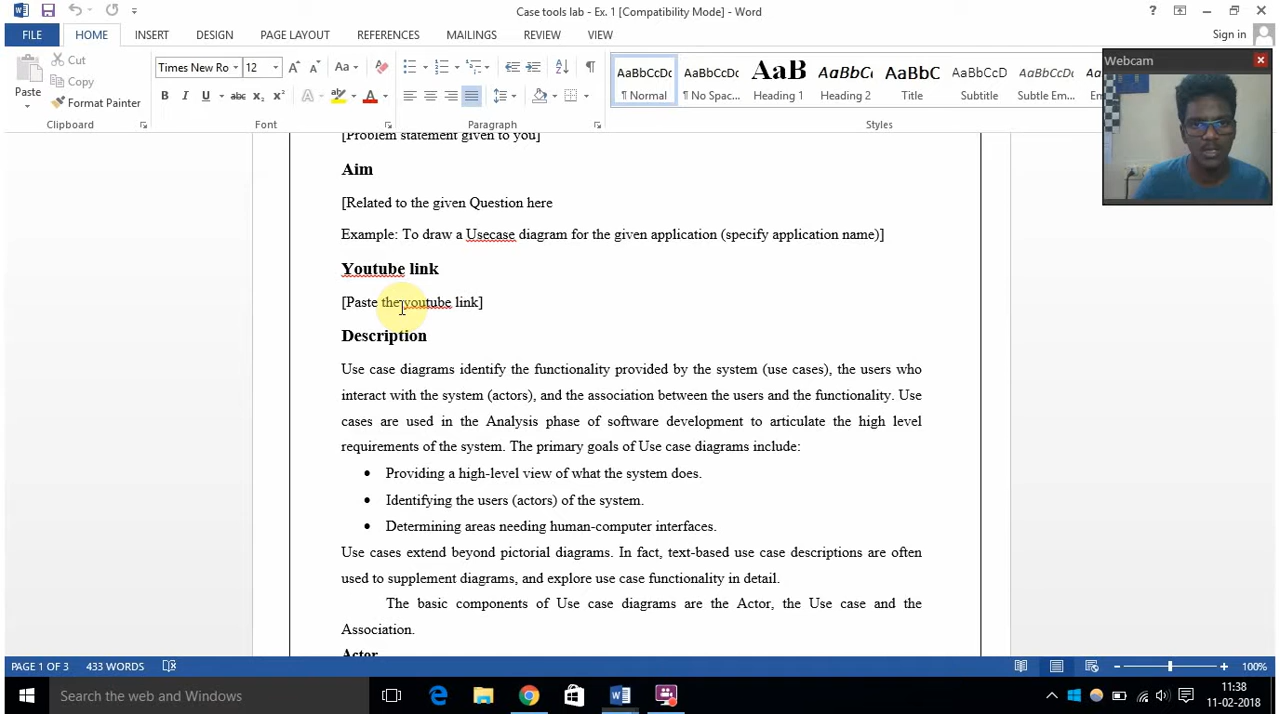 Case tools lab - Ex. 1 [Compatibility Mode] - Word
FILE HOME INSERT DESIGN PAGE LAYOUT REFERENCES MAILINGS REVIEW VIEW Sign in
Cut
Copy
Format Painter
Paste
Clipboard
Times New Ro 12
Aa
B I U abc x₂ x² A A
Font
Paragraph
AaBbCcDc AaBbCcDc AaB AaBbCc AaBbC AaBbCcD AaBbCcDa
¶ Normal ¶ No Spac... Heading 1 Heading 2 Title Subtitle Subtle Em...
Styles
Webcam
[Problem statement given to you]
Aim
[Related to the given Question here
Example: To draw a Usecase diagram for the given application (specify application name)]
Youtube link
[Paste the youtube link]
Description
Use case diagrams identify the functionality provided by the system (use cases), the users who
interact with the system (actors), and the association between the users and the functionality. Use
cases are used in the Analysis phase of software development to articulate the high level
requirements of the system. The primary goals of Use case diagrams include:
• Providing a high-level view of what the system does.
• Identifying the users (actors) of the system.
• Determining areas needing human-computer interfaces.
Use cases extend beyond pictorial diagrams. In fact, text-based use case descriptions are often
used to supplement diagrams, and explore use case functionality in detail.
The basic components of Use case diagrams are the Actor, the Use case and the
Association.
Actor
PAGE 1 OF 3 433 WORDS 100%
Search the web and Windows
11:38
11-02-2018